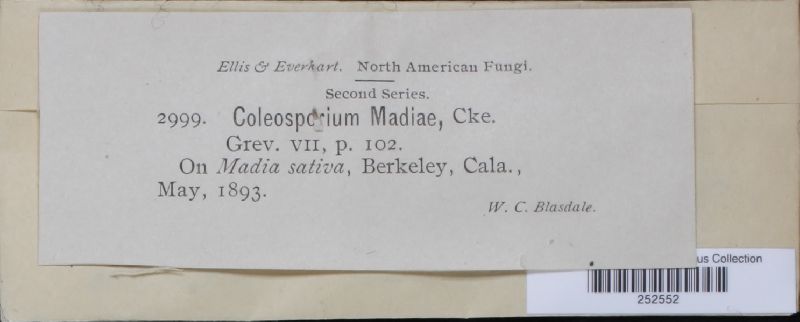 Ellis & Everhart. North American Fungi.
Second Series.
2999. Coleosporium Madiae, Cke.
Grev. VII, p. 102.
On Madia sativa, Berkeley, Cala.,
May, 1893.
W. C. Blasdale.
Collection
252552